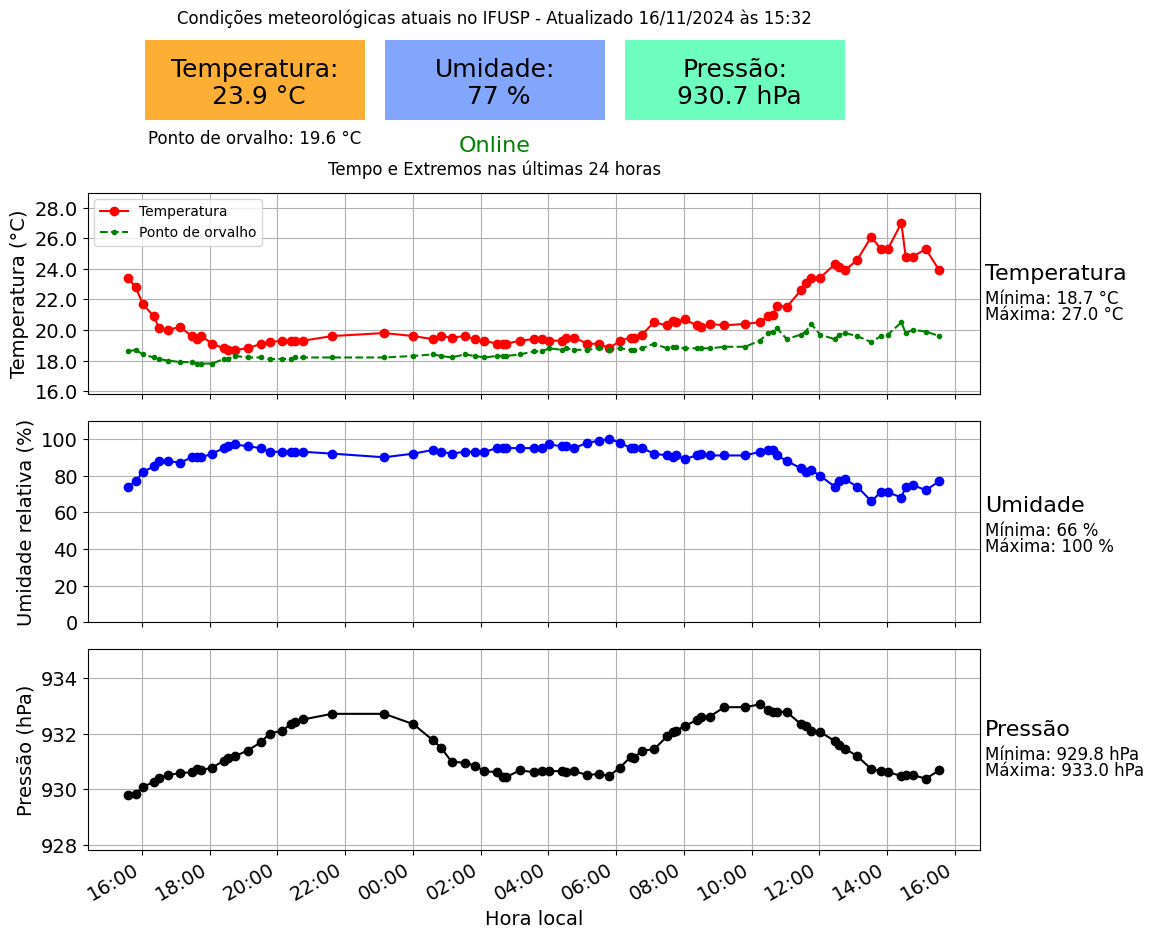 Condições meteorológicas atuais no IFUSP - Atualizado 16/11/2024 às 15:32
Temperatura:
23.9 °C
Umidade:
77 %
Pressão:
930.7 hPa
Ponto de orvalho: 19.6 °C
Online
Tempo e Extremos nas últimas 24 horas
Temperatura (°C)
28.0
26.0
24.0
22.0
20.0
18.0
16.0
Temperatura
Ponto de orvalho
Temperatura
Mínima: 18.7 °C
Máxima: 27.0 °C
Umidade relativa (%)
100
80
60
40
20
0
Umidade
Mínima: 66 %
Máxima: 100 %
Pressão (hPa)
934
932
930
928
Pressão
Mínima: 929.8 hPa
Máxima: 933.0 hPa
16:00 18:00 20:00 22:00 00:00 02:00 04:00 06:00 08:00 10:00 12:00 14:00 16:00
Hora local